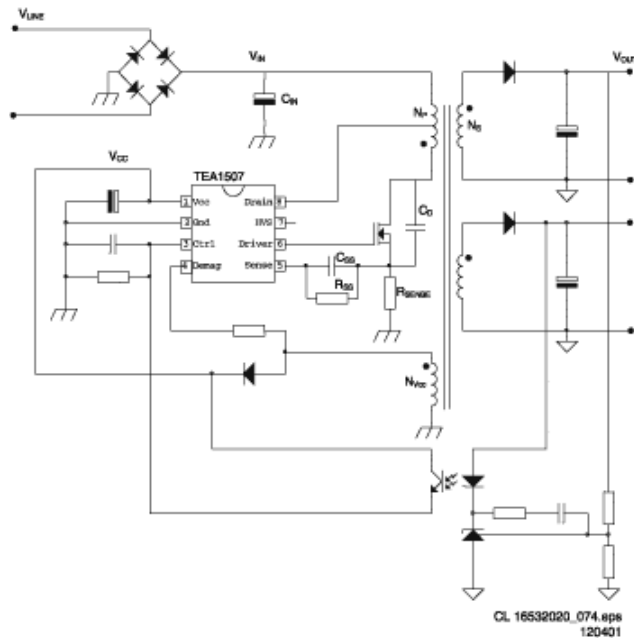 VLINE
VIN
VOUT
CIN
NP
NS
VCC
TEA1507
1 Vcc Drain 8
2 Gnd HVS 7
3 Ctrl Driver 6
4 Demag Sense 5
CD
CSS
RSS
RSENSE
NVcc
CL 16532020_074.eps
120401